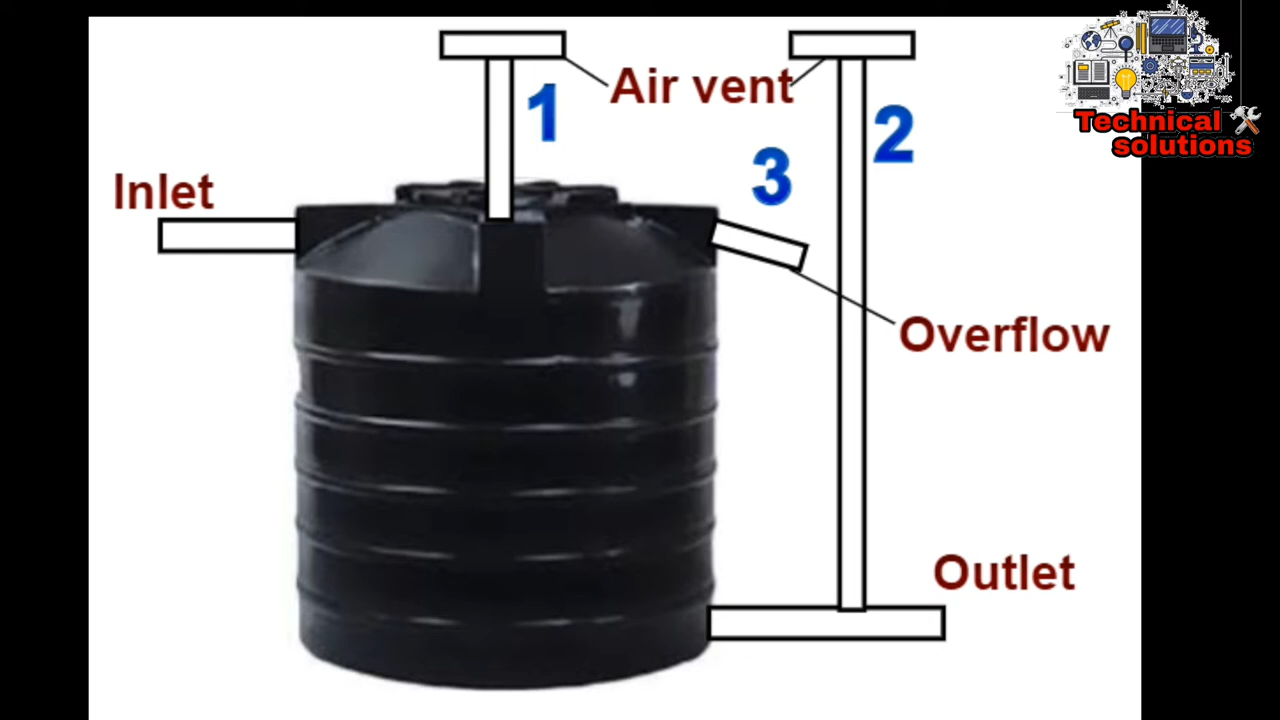 Air vent
1
2
3
Inlet
Overflow
Outlet
Technical
solutions